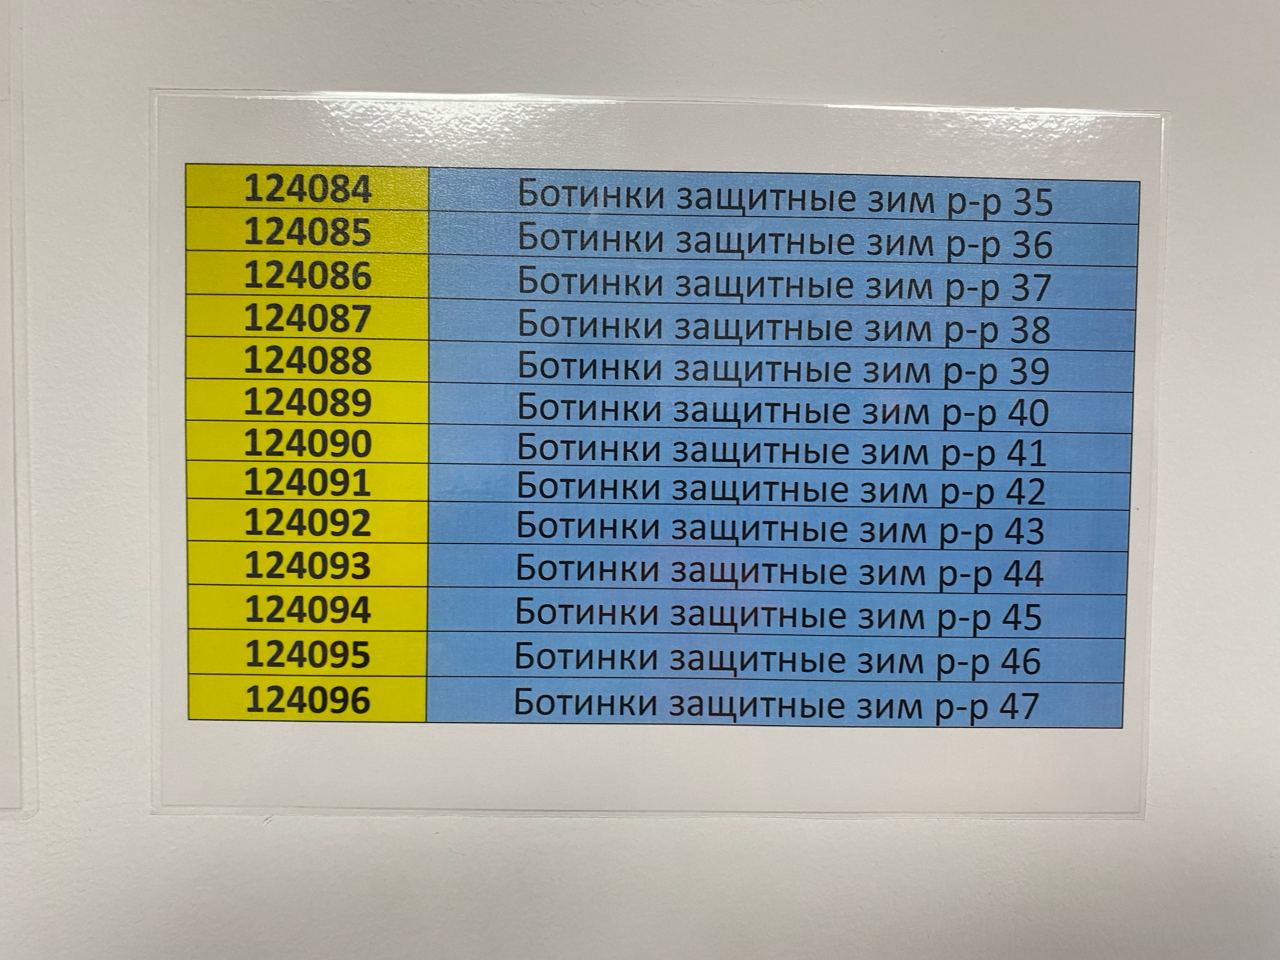 124084 Ботинки защитные зим р-р 35
124085 Ботинки защитные зим р-р 36
124086 Ботинки защитные зим р-р 37
124087 Ботинки защитные зим р-р 38
124088 Ботинки защитные зим р-р 39
124089 Ботинки защитные зим р-р 40
124090 Ботинки защитные зим р-р 41
124091 Ботинки защитные зим р-р 42
124092 Ботинки защитные зим р-р 43
124093 Ботинки защитные зим р-р 44
124094 Ботинки защитные зим р-р 45
124095 Ботинки защитные зим р-р 46
124096 Ботинки защитные зим р-р 47